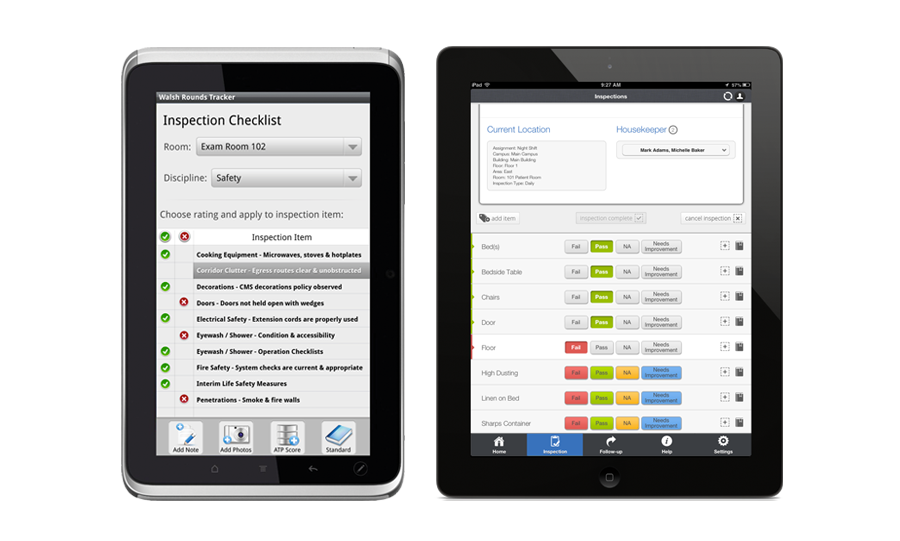 Walsh Rounds Tracker
Inspection Checklist
Room: Exam Room 102
Discipline: Safety
Choose rating and apply to inspection item:
Inspection Item
Cooking Equipment - Microwaves, stoves & hotplates
Corridor Clutter - Egress routes clear & unobstructed
Decorations - CMS decorations policy observed
Doors - Doors not held open with wedges
Electrical Safety - Extension cords are properly used
Eyewash / Shower - Condition & accessibility
Eyewash / Shower - Operation Checklists
Fire Safety - System checks are current & appropriate
Interim Life Safety Measures
Penetrations - Smoke & fire walls
Add Note Add Photos ATP Score Standard
iPad 9:27 AM 97%
Inspections
Current Location
Assignment: Night Shift
Campus: Main Campus
Building: Main Building
Floor: Floor 1
Area: East
Room: 101 Patient Room
Inspection Type: Daily
Housekeeper 2
Mark Adams, Michelle Baker
add item inspection complete cancel inspection
Bed(s) Fail Pass NA Needs Improvement
Bedside Table Fail Pass NA Needs Improvement
Chairs Fail Pass NA Needs Improvement
Door Fail Pass NA Needs Improvement
Floor Fail Pass NA Needs Improvement
High Dusting Fail Pass NA Needs Improvement
Linen on Bed Fail Pass NA Needs Improvement
Sharps Container Fail Pass NA Needs Improvement
Home Inspection Follow-up Help Settings